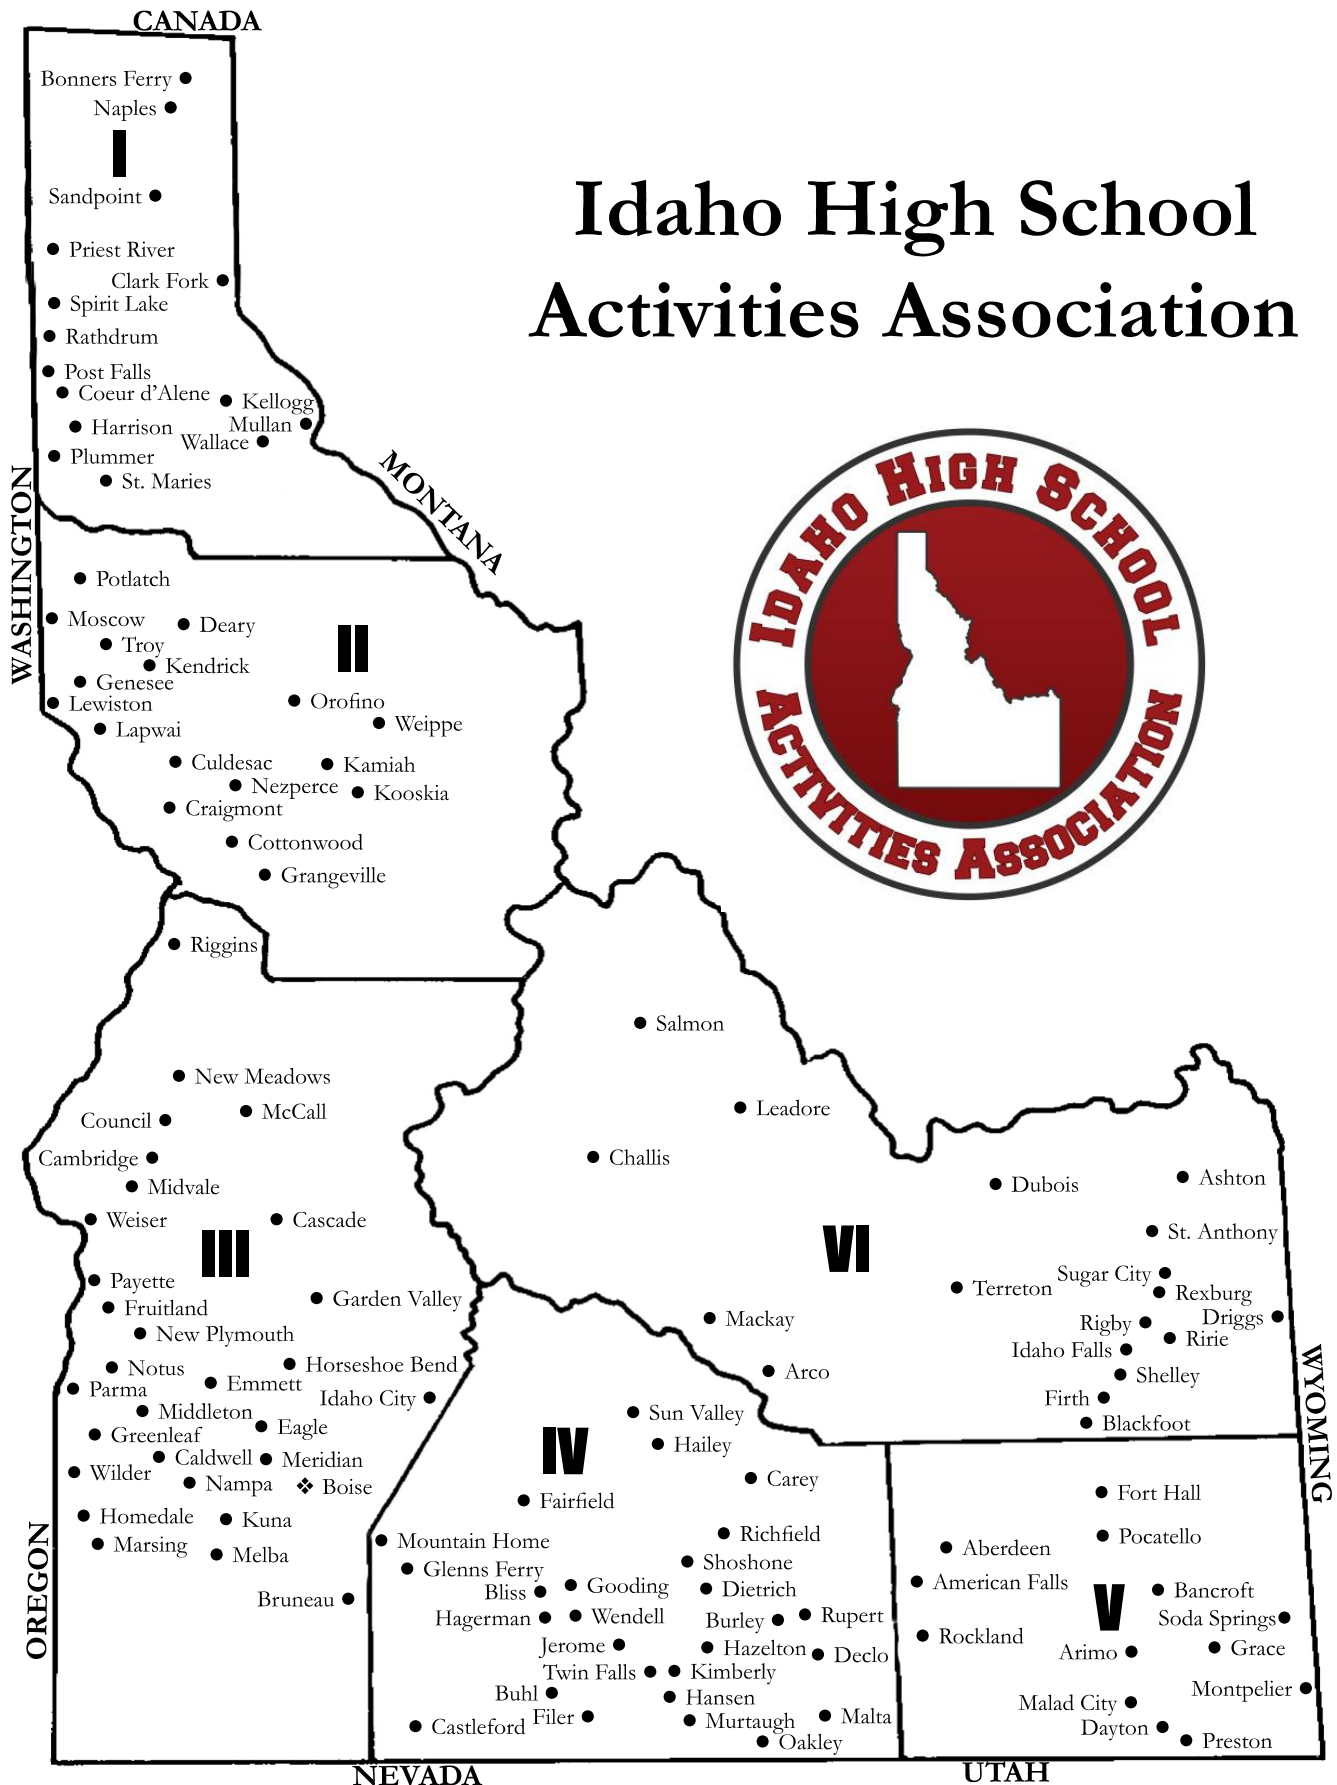 CANADA
Bonners Ferry
Naples
I
Sandpoint
Idaho High School
Activities Association
Priest River
Clark Fork
Spirit Lake
Rathdrum
Post Falls
Coeur d’Alene
Kellogg
Harrison
Mullan
Wallace
Plummer
St. Maries
WASHINGTON
MONTANA
IDAHO HIGH SCHOOL
ACTIVITIES ASSOCIATION
Potlatch
Moscow
Deary
Troy
II
Kendrick
Genesee
Lewiston
Orofino
Weippe
Lapwai
Culdesac
Kamiah
Nezperce
Kooskia
Craigmont
Cottonwood
Grangeville
Riggins
Salmon
New Meadows
McCall
Council
Leadore
Cambridge
Challis
Midvale
Dubois
Ashton
Weiser
Cascade
St. Anthony
III
VI
Payette
Sugar City
Terreton
Rexburg
Fruitland
Garden Valley
Driggs
Mackay
Rigby
New Plymouth
Ririe
Idaho Falls
Notus
Horseshoe Bend
Arco
Shelley
WYOMING
Parma
Emmett
Idaho City
Firth
Middleton
Sun Valley
Blackfoot
Greenleaf
Eagle
Hailey
IV
Caldwell
Meridian
Wilder
Nampa
Boise
Carey
Fort Hall
Fairfield
Homedale
Kuna
Richfield
Pocatello
Marsing
Melba
Mountain Home
Aberdeen
Glenns Ferry
Shoshone
American Falls
OREGON
Bruneau
Bliss
Gooding
Dietrich
Bancroft
V
Hagerman
Wendell
Burley
Rupert
Soda Springs
Rockland
Jerome
Hazelton
Declo
Arimo
Grace
Twin Falls
Kimberly
Buhl
Hansen
Montpelier
Malad City
Castleford
Filer
Murtaugh
Malta
Dayton
Oakley
Preston
NEVADA
UTAH